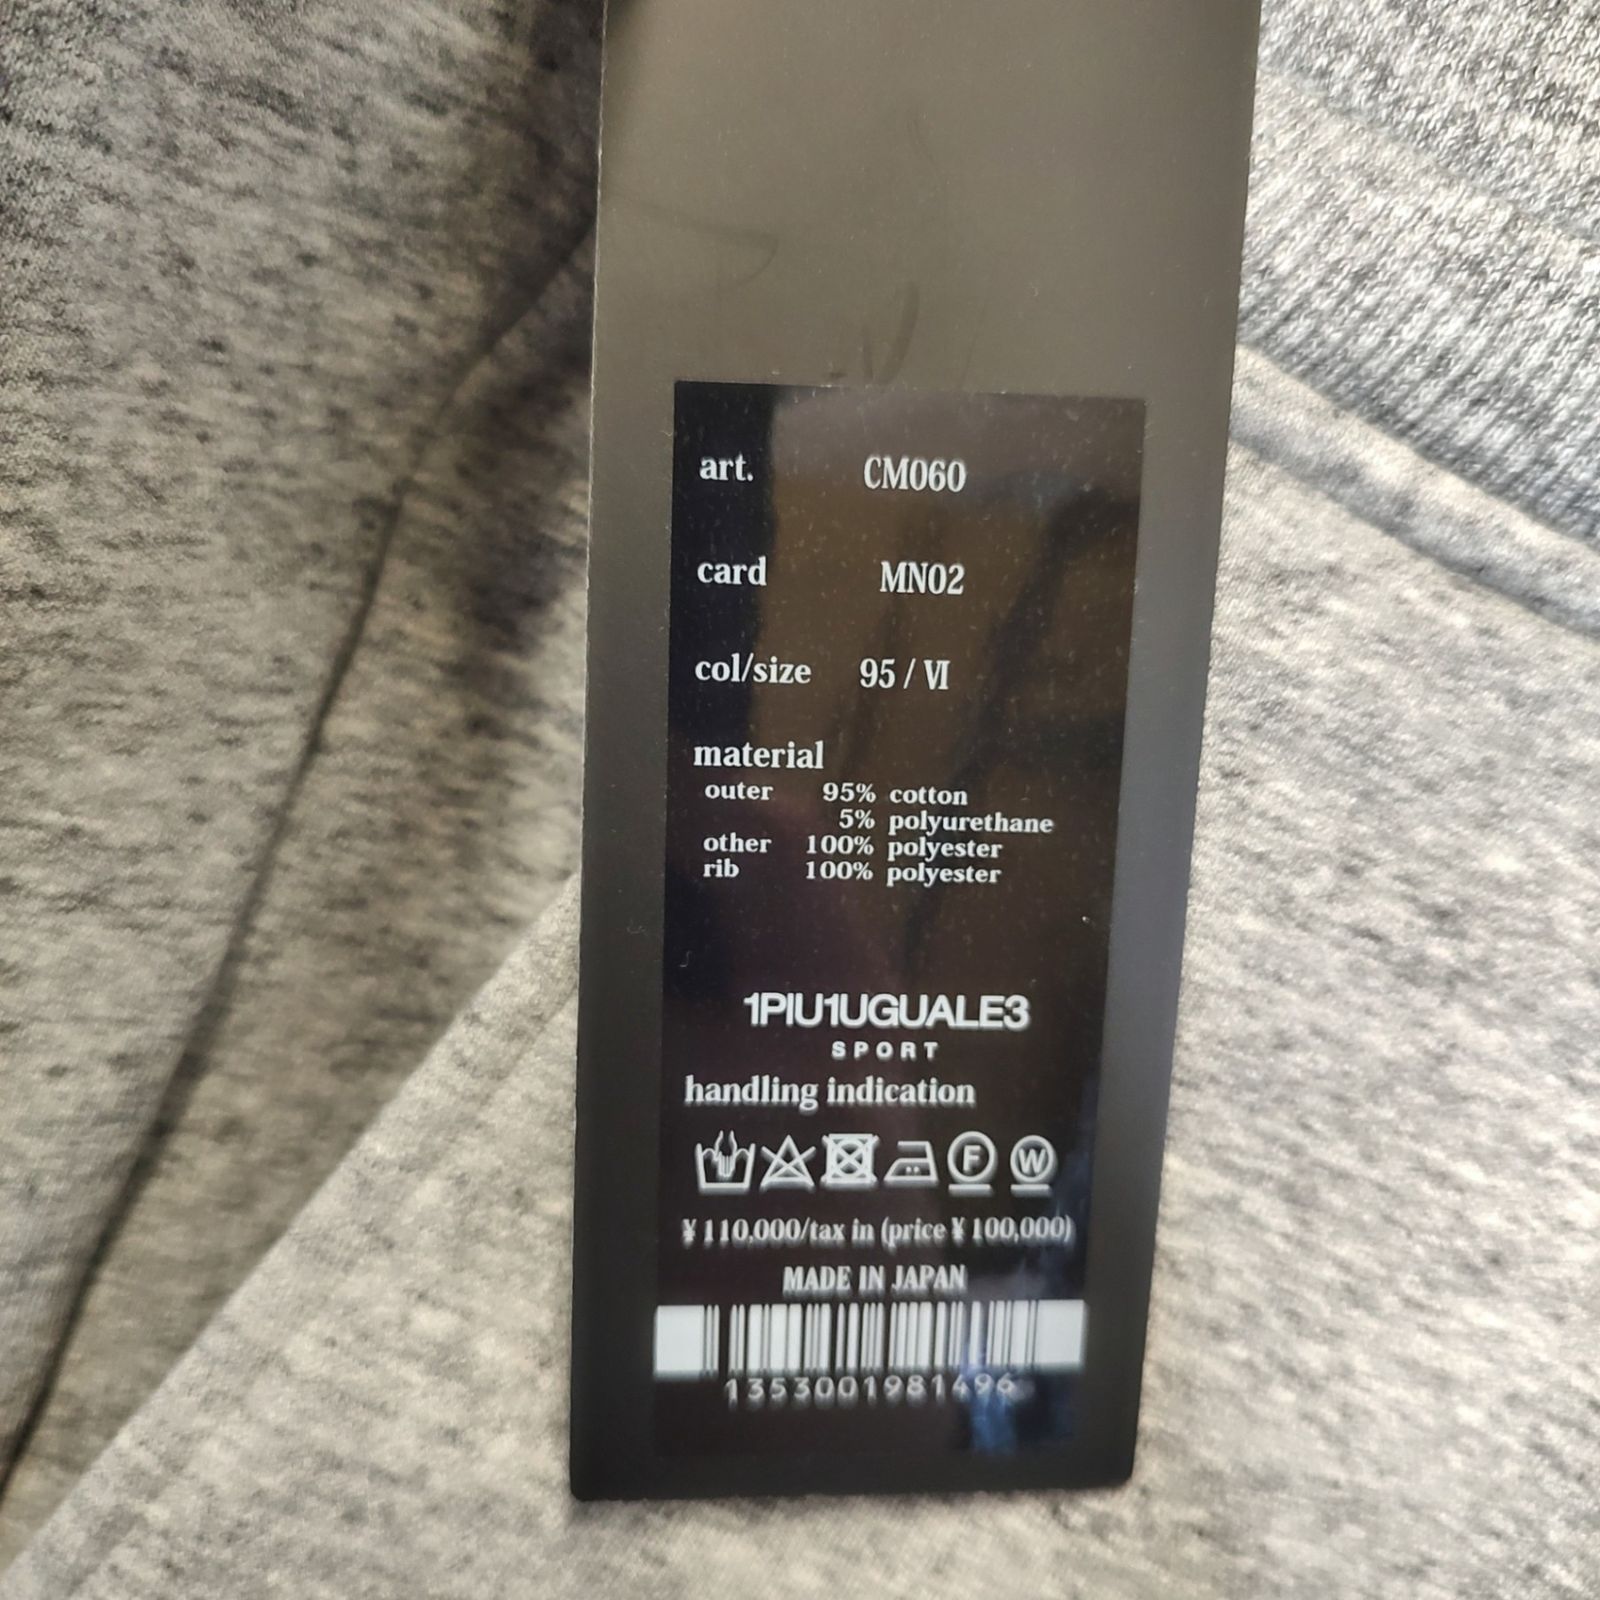 art. CM060
card MN02
col/size 95 / VI
material
outer 95% cotton
5% polyurethane
other 100% polyester
rib 100% polyester
1PIU1UGUALE3
SPORT
handling indication
F W
¥110,000/tax in (price ¥100,000)
MADE IN JAPAN
1353001981496